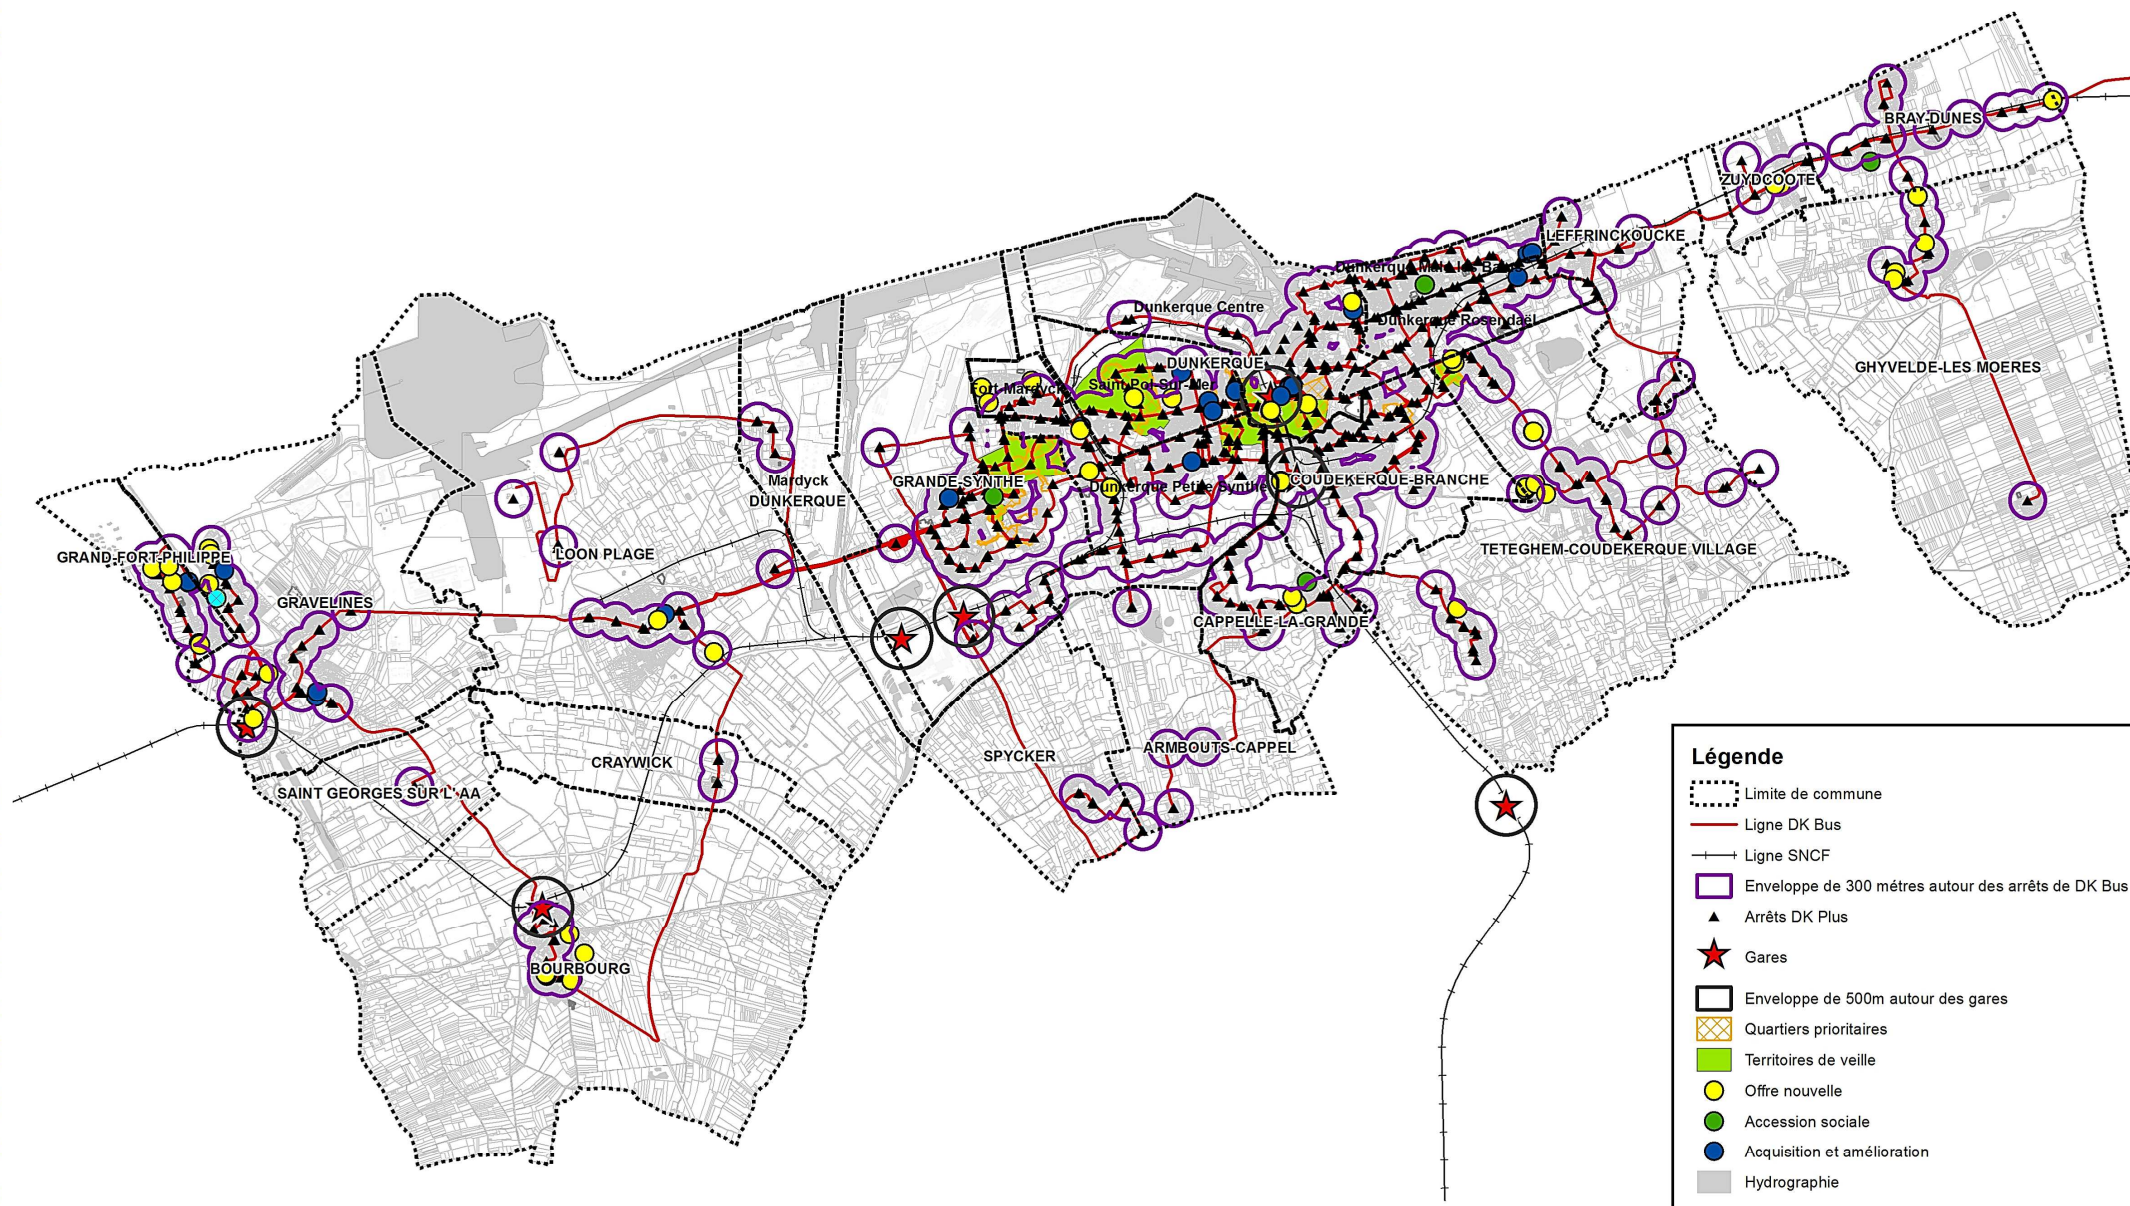 BRAY-DUNES
ZUYDCOOTE
LEFFRINCKOUCKE
Dunkerque Malo les Bains
Dunkerque Centre
Dunkerque Rosendaël
DUNKERQUE
GHYVELDE-LES MOERES
Fort-Mardyck
Saint-Pol-Sur-Mer
Mardyck
DUNKERQUE
GRANDE-SYNTHE
Dunkerque Petite Synthe
COUDEKERQUE-BRANCHE
GRAND-FORT-PHILIPPE
LOON PLAGE
TETEGHEM-COUDEKERQUE VILLAGE
GRAVELINES
CAPPELLE-LA-GRANDE
SPYCKER
ARMBOUTS-CAPPEL
CRAYWICK
SAINT GEORGES SUR L' AA
BOURBOURG
Légende
Limite de commune
Ligne DK Bus
Ligne SNCF
Enveloppe de 300 métres autour des arrêts de DK Bus
Arrêts DK Plus
Gares
Enveloppe de 500m autour des gares
Quartiers prioritaires
Territoires de veille
Offre nouvelle
Accession sociale
Acquisition et amélioration
Hydrographie